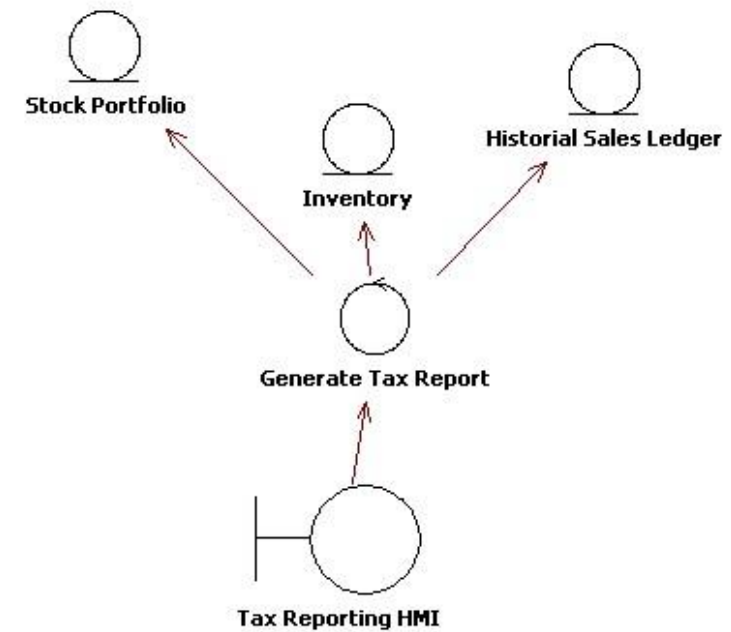 Stock Portfolio
Historial Sales Ledger
Inventory
Generate Tax Report
Tax Reporting HMI